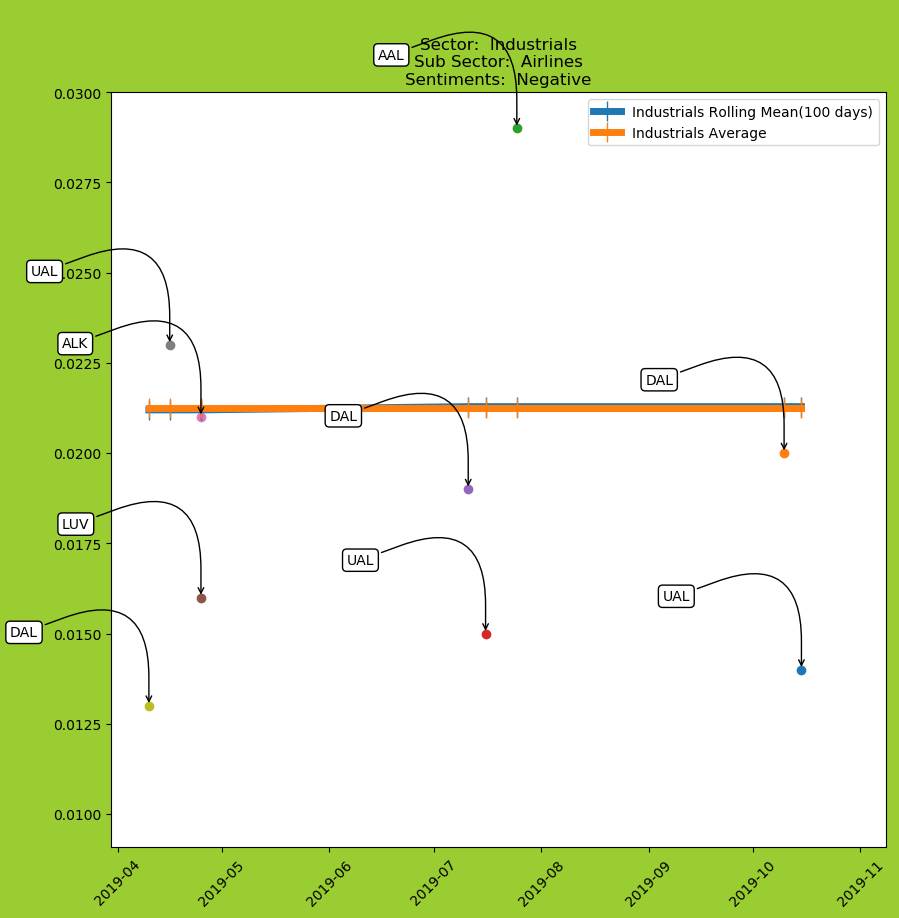 AAL
Sector:  Industrials
Sub Sector:  Airlines
Sentiments:  Negative
0.0300
Industrials Rolling Mean(100 days)
Industrials Average
0.0275
UAL
.0250
ALK
0.0225
DAL
DAL
0.0200
LUV
0.0175
UAL
UAL
DAL
0.0150
0.0125
0.0100
2019-04
2019-05
2019-06
2019-07
2019-08
2019-09
2019-10
2019-11